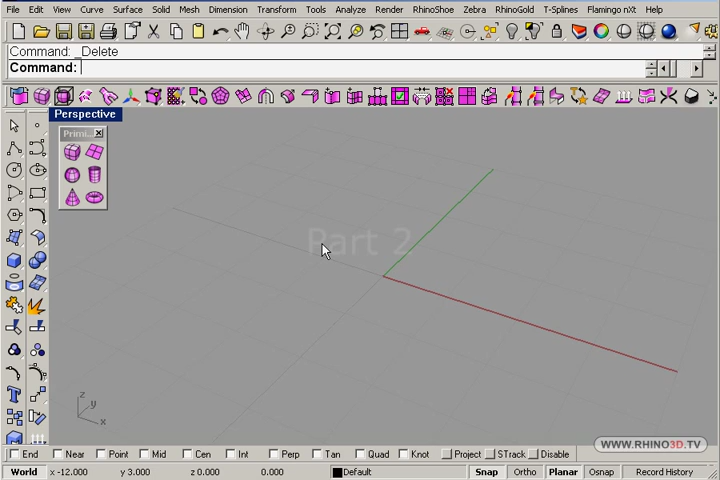 File Edit View Curve Surface Solid Mesh Dimension Transform Tools Analyze Render RhinoShoe Zebra RhinoGold T-Splines Flamingo nXt Help
Command: _Delete
Command:
Perspective
Primi...
Part 2
z
y
x
WWW.RHINO3D.TV
End Near Point Mid Cen Int Perp Tan Quad Knot Project STrack Disable
World x -12.000 y 3.000 z 0.000 0.000 Default Snap Ortho Planar Osnap Record History